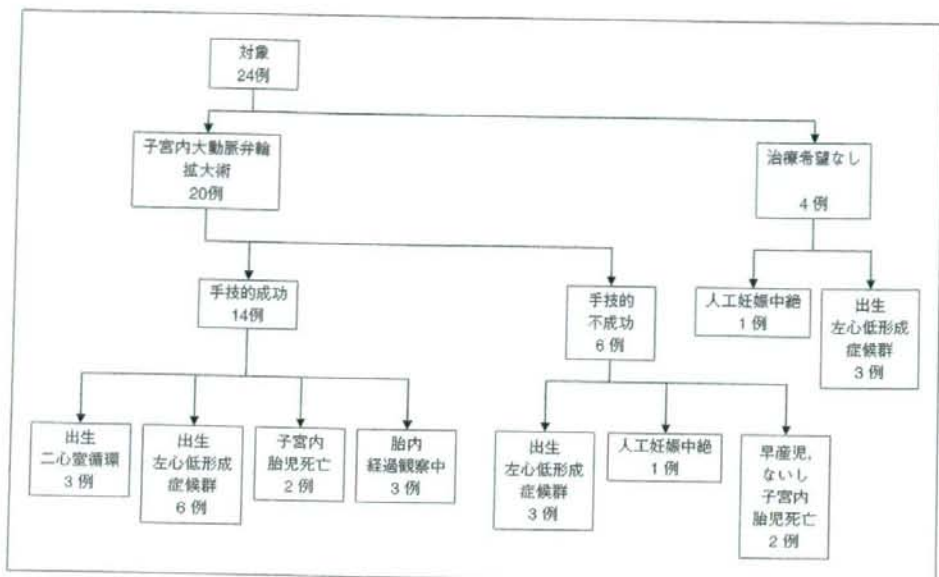 対象
24例
子宮内大動脈弁輪
拡大術
20例
治療希望なし
4 例
手技的成功
14例
手技的
不成功
6 例
人工妊娠中絶
1 例
出生
左心低形成
症候群
3 例
出生
二心室循環
3 例
出生
左心低形成
症候群
6 例
子宮内
胎児死亡
2 例
胎内
経過観察中
3 例
出生
左心低形成
症候群
3 例
人工妊娠中絶
1 例
早産児,
ないし
子宮内
胎児死亡
2 例